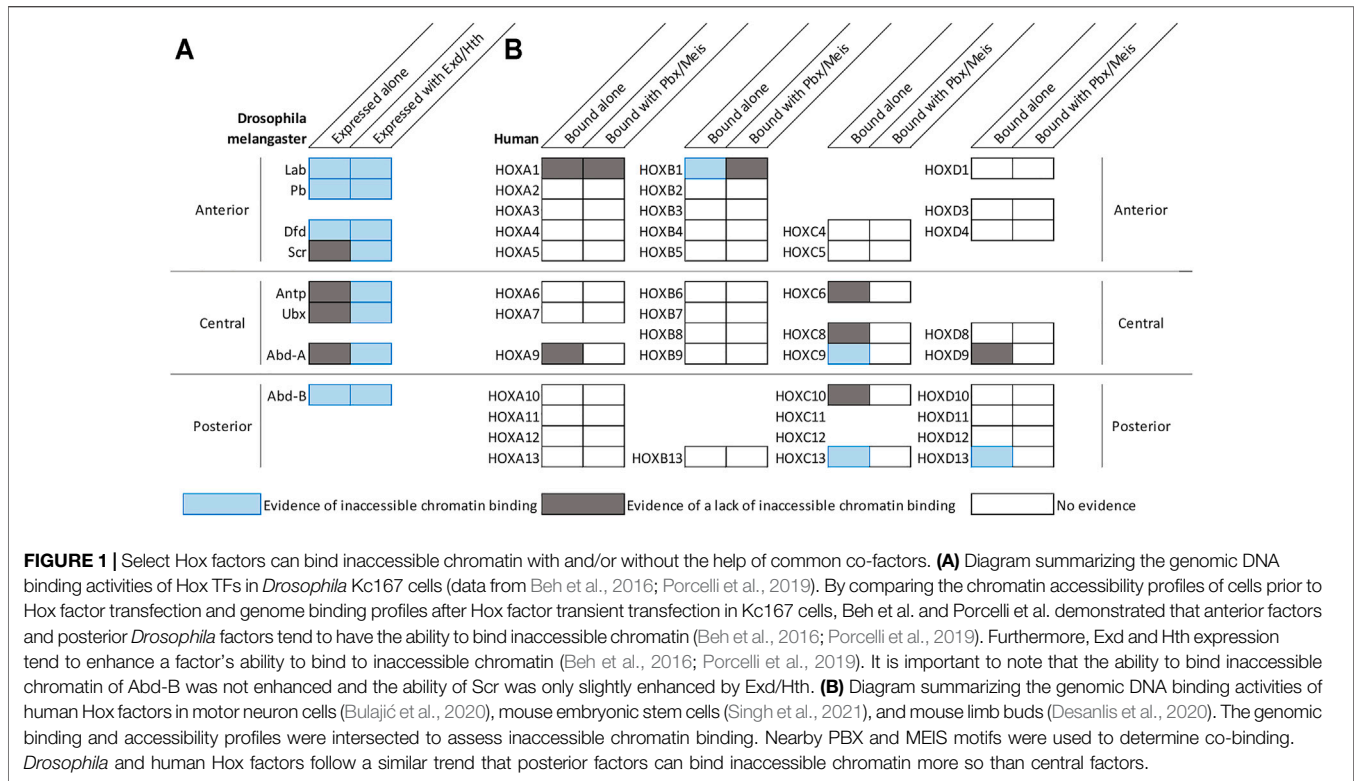 A
B
Expressed alone
Expressed with Exd/Hth
Bound alone
Bound with Pbx/Meis
Bound alone
Bound with Pbx/Meis
Bound alone
Bound with Pbx/Meis
Bound alone
Bound with Pbx/Meis
Drosophila
melangaster
Human
Lab HOXA1 HOXB1 HOXD1
Pb HOXA2 HOXB2
Anterior HOXA3 HOXB3 HOXD3 Anterior
Dfd HOXA4 HOXB4 HOXC4 HOXD4
Scr HOXA5 HOXB5 HOXC5
Antp HOXA6 HOXB6 HOXC6
Ubx HOXA7 HOXB7
Central HOXB8 HOXC8 HOXD8 Central
Abd-A HOXA9 HOXB9 HOXC9 HOXD9
Abd-B HOXA10 HOXC10 HOXD10
HOXA11 HOXC11 HOXD11
Posterior HOXA12 HOXC12 HOXD12 Posterior
HOXA13 HOXB13 HOXC13 HOXD13
Evidence of inaccessible chromatin binding Evidence of a lack of inaccessible chromatin binding No evidence
FIGURE 1 | Select Hox factors can bind inaccessible chromatin with and/or without the help of common co-factors. (A) Diagram summarizing the genomic DNA
binding activities of Hox TFs in Drosophila Kc167 cells (data from Beh et al., 2016; Porcelli et al., 2019). By comparing the chromatin accessibility profiles of cells prior to
Hox factor transfection and genome binding profiles after Hox factor transient transfection in Kc167 cells, Beh et al. and Porcelli et al. demonstrated that anterior factors
and posterior Drosophila factors tend to have the ability to bind inaccessible chromatin (Beh et al., 2016; Porcelli et al., 2019). Furthermore, Exd and Hth expression
tend to enhance a factor's ability to bind to inaccessible chromatin (Beh et al., 2016; Porcelli et al., 2019). It is important to note that the ability to bind inaccessible
chromatin of Abd-B was not enhanced and the ability of Scr was only slightly enhanced by Exd/Hth. (B) Diagram summarizing the genomic DNA binding activities of
human Hox factors in motor neuron cells (Bulajić et al., 2020), mouse embryonic stem cells (Singh et al., 2021), and mouse limb buds (Desanlis et al., 2020). The genomic
binding and accessibility profiles were intersected to assess inaccessible chromatin binding. Nearby PBX and MEIS motifs were used to determine co-binding.
Drosophila and human Hox factors follow a similar trend that posterior factors can bind inaccessible chromatin more so than central factors.